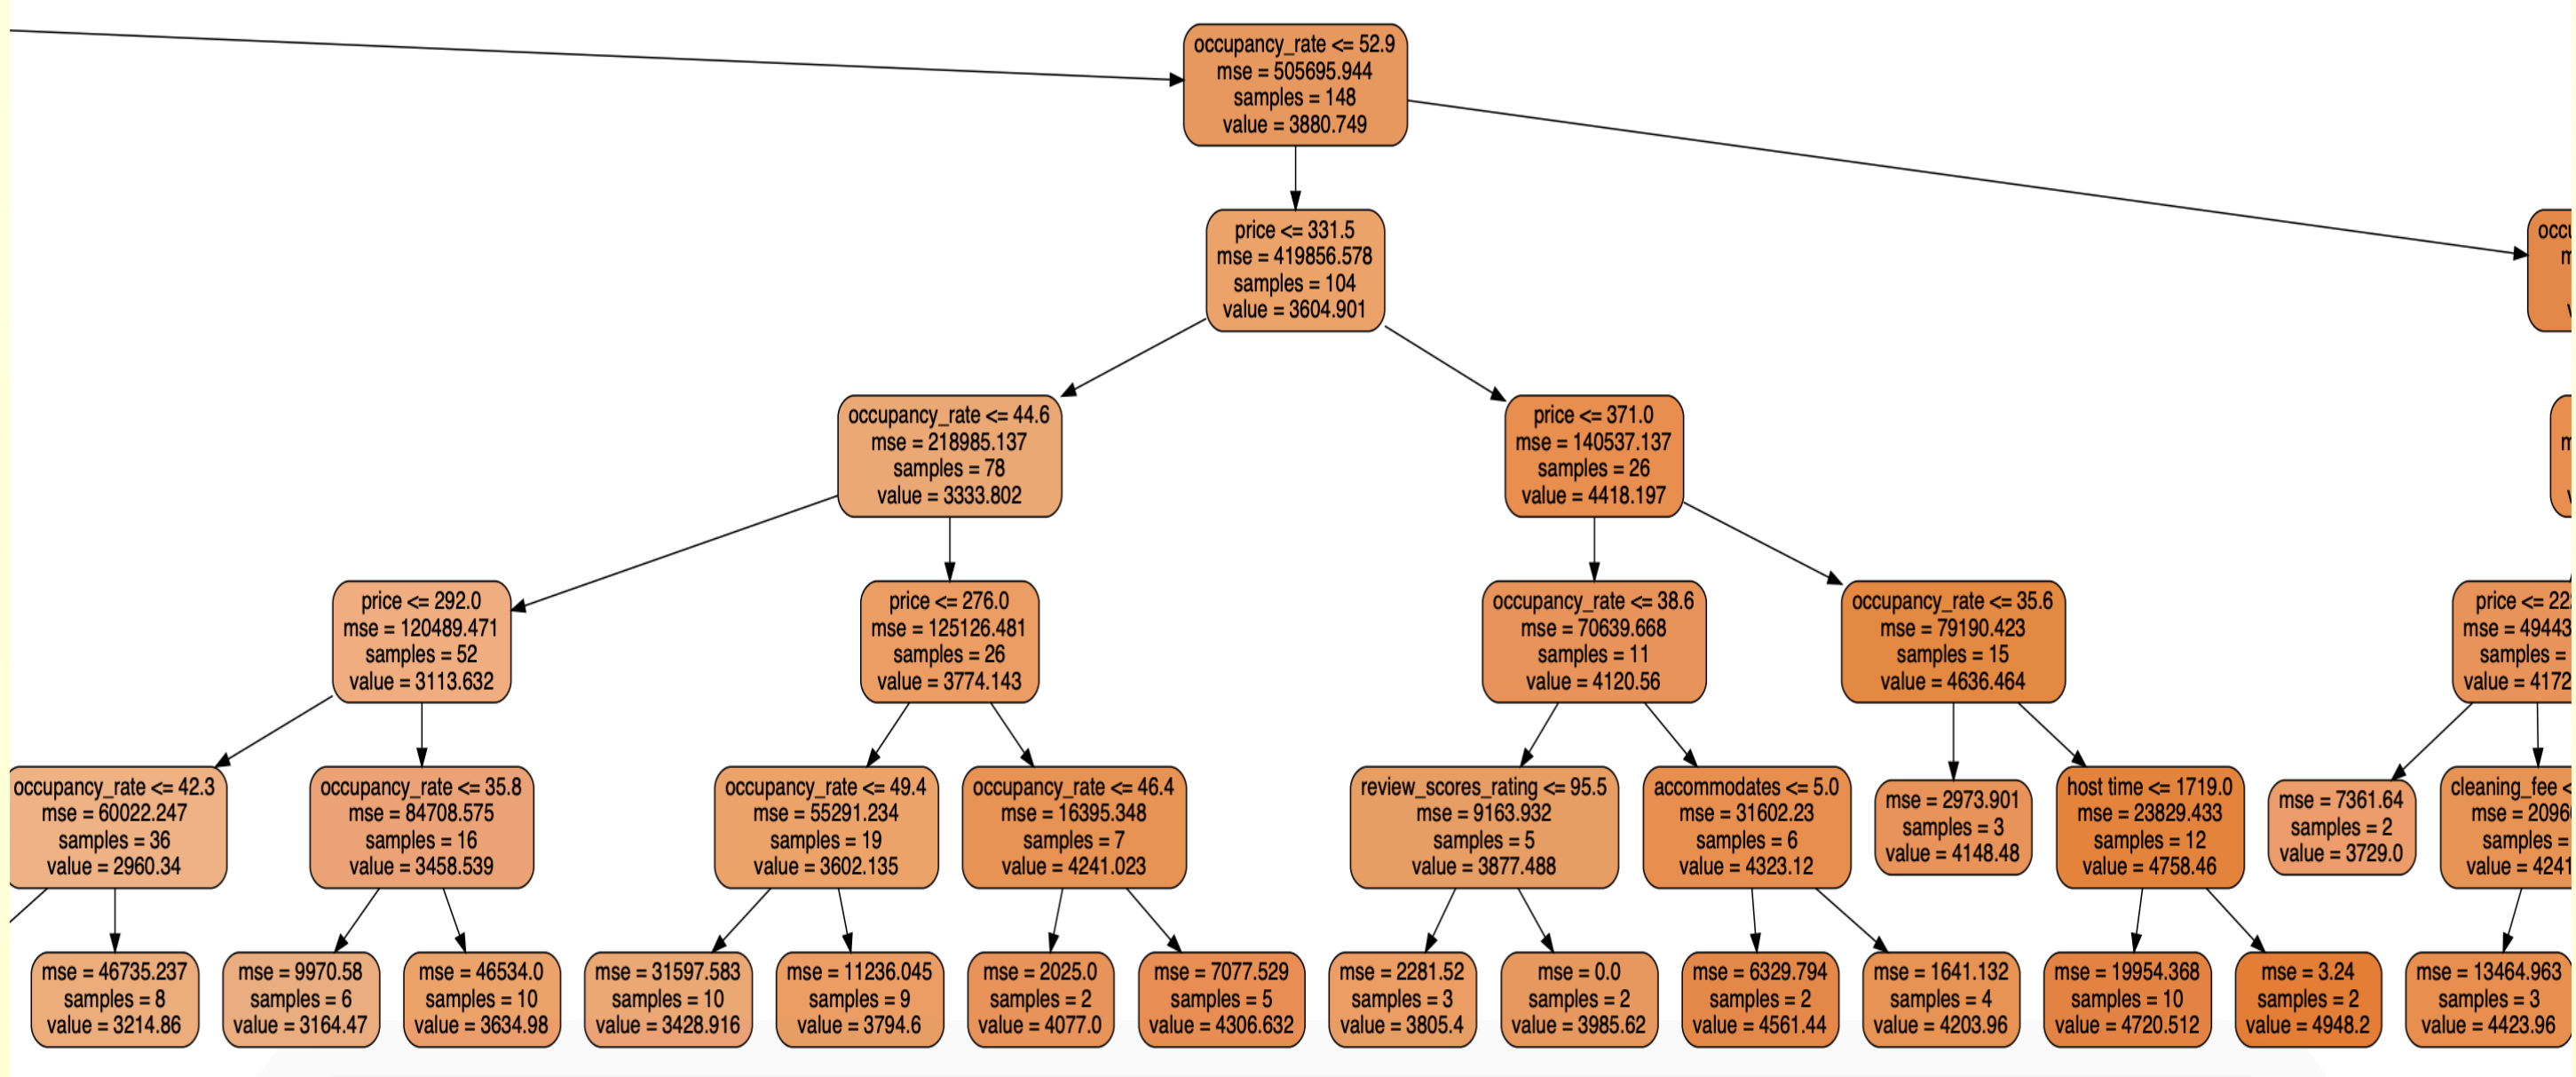 occupancy_rate <= 52.9
mse = 505695.944
samples = 148
value = 3880.749
price <= 331.5
mse = 419856.578
samples = 104
value = 3604.901
occupancy_rate <= 44.6
mse = 218985.137
samples = 78
value = 3333.802
price <= 371.0
mse = 140537.137
samples = 26
value = 4418.197
price <= 292.0
mse = 120489.471
samples = 52
value = 3113.632
price <= 276.0
mse = 125126.481
samples = 26
value = 3774.143
occupancy_rate <= 38.6
mse = 70639.668
samples = 11
value = 4120.56
occupancy_rate <= 35.6
mse = 79190.423
samples = 15
value = 4636.464
price <= 22
mse = 49443
samples =
value = 4172
occupancy_rate <= 42.3
mse = 60022.247
samples = 36
value = 2960.34
occupancy_rate <= 35.8
mse = 84708.575
samples = 16
value = 3458.539
occupancy_rate <= 49.4
mse = 55291.234
samples = 19
value = 3602.135
occupancy_rate <= 46.4
mse = 16395.348
samples = 7
value = 4241.023
review_scores_rating <= 95.5
mse = 9163.932
samples = 5
value = 3877.488
accommodates <= 5.0
mse = 31602.23
samples = 6
value = 4323.12
mse = 2973.901
samples = 3
value = 4148.48
host time <= 1719.0
mse = 23829.433
samples = 12
value = 4758.46
mse = 7361.64
samples = 2
value = 3729.0
cleaning_fee <
mse = 2096
samples =
value = 4241
mse = 46735.237
samples = 8
value = 3214.86
mse = 9970.58
samples = 6
value = 3164.47
mse = 46534.0
samples = 10
value = 3634.98
mse = 31597.583
samples = 10
value = 3428.916
mse = 11236.045
samples = 9
value = 3794.6
mse = 2025.0
samples = 2
value = 4077.0
mse = 7077.529
samples = 5
value = 4306.632
mse = 2281.52
samples = 3
value = 3805.4
mse = 0.0
samples = 2
value = 3985.62
mse = 6329.794
samples = 2
value = 4561.44
mse = 1641.132
samples = 4
value = 4203.96
mse = 19954.368
samples = 10
value = 4720.512
mse = 3.24
samples = 2
value = 4948.2
mse = 13464.963
samples = 3
value = 4423.96